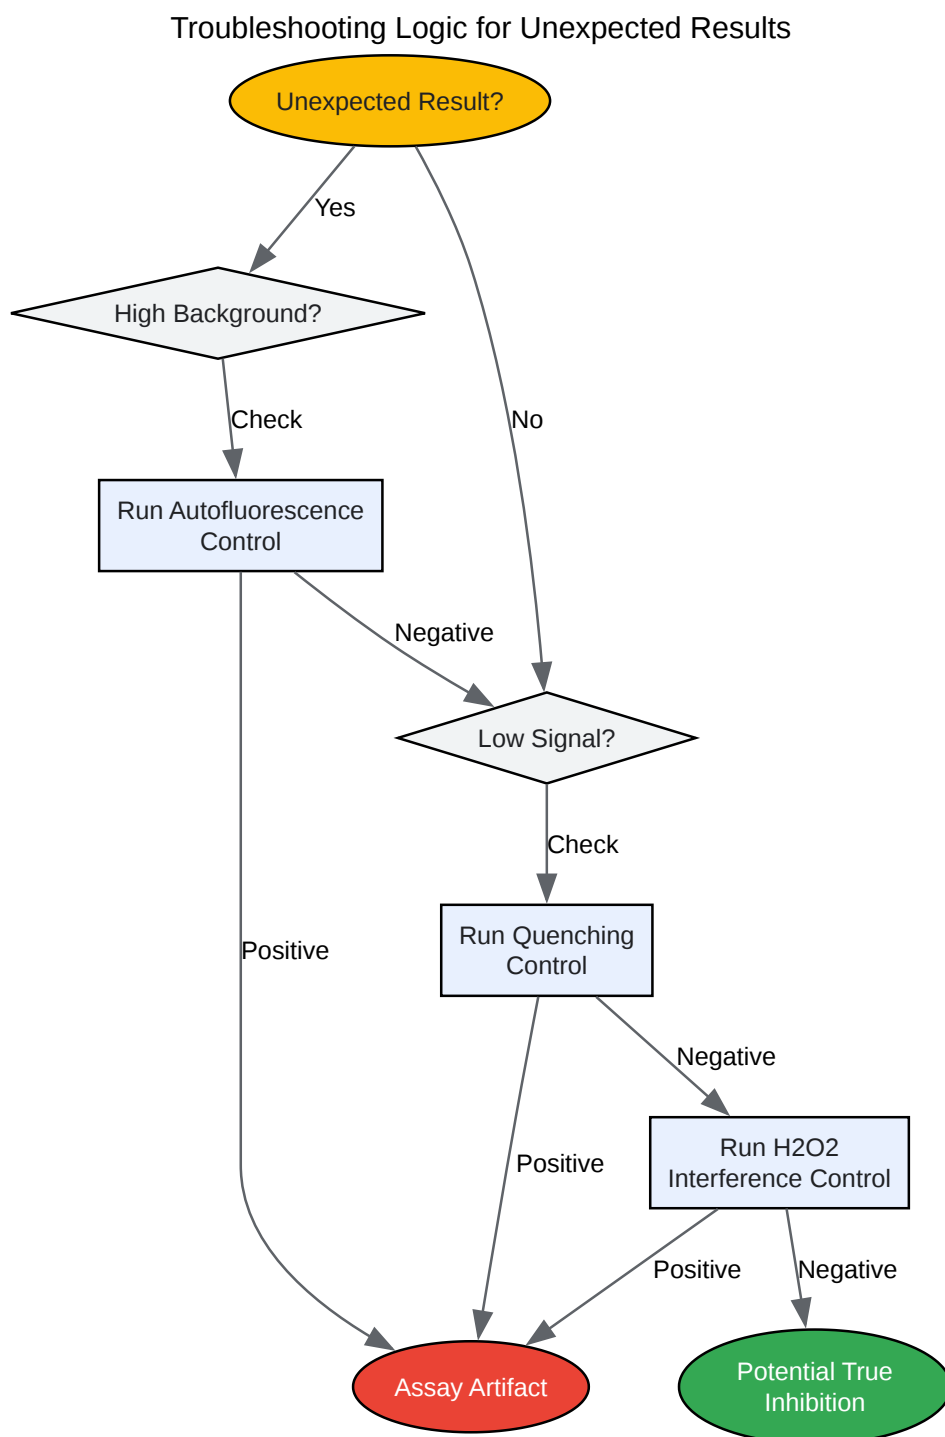 Troubleshooting Logic for Unexpected Results
Unexpected Result?
Yes
High Background?
Check
No
Run Autofluorescence
Control
Negative
Low Signal?
Check
Run Quenching
Control
Positive
Negative
Run H2O2
Interference Control
Positive
Positive
Negative
Assay Artifact
Potential True
Inhibition